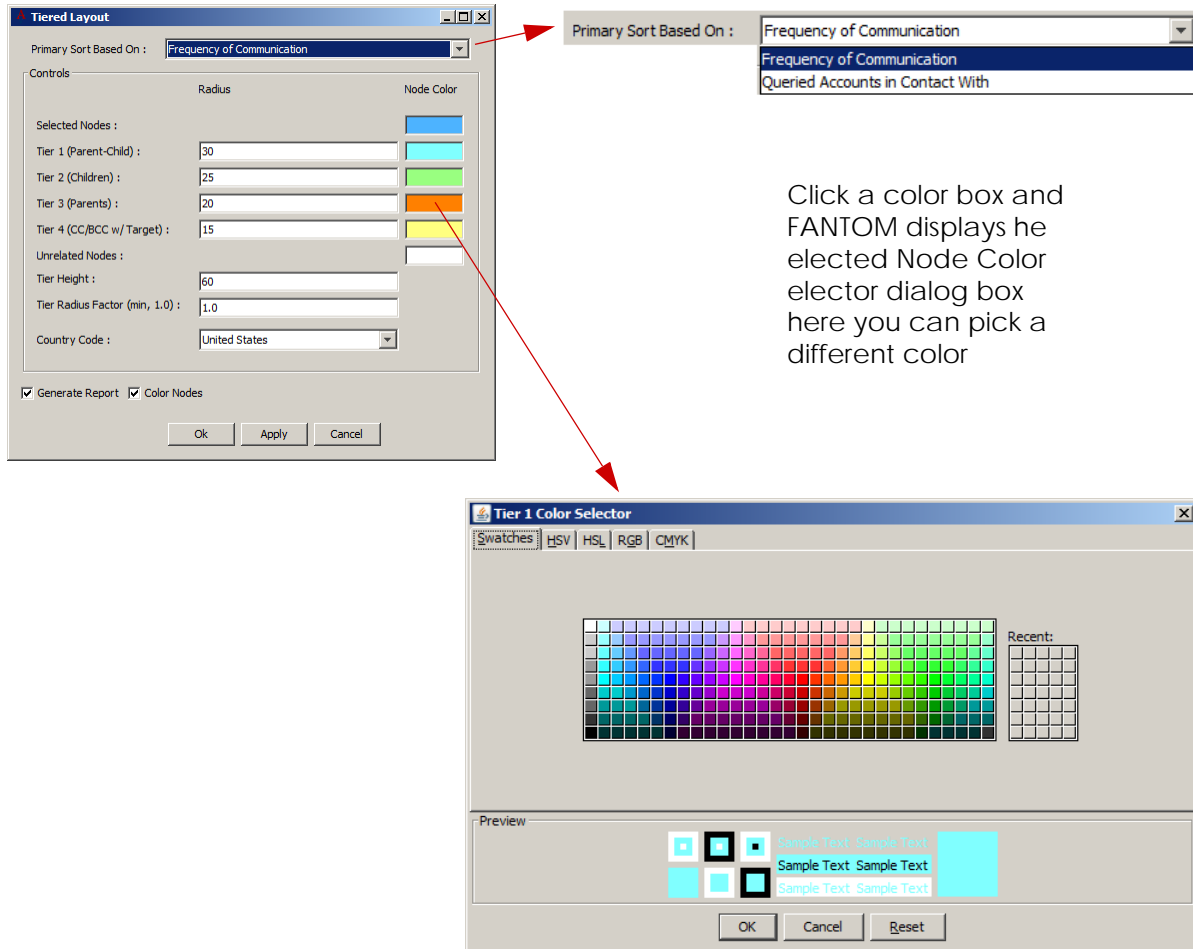 Tiered Layout
Primary Sort Based On :
Frequency of Communication
Controls
Radius
Node Color
Selected Nodes :
Tier 1 (Parent-Child) :
30
Tier 2 (Children) :
25
Tier 3 (Parents) :
20
Tier 4 (CC/BCC w/ Target) :
15
Unrelated Nodes :
Tier Height :
60
Tier Radius Factor (min, 1.0) :
1.0
Country Code :
United States
Generate Report
Color Nodes
Ok
Apply
Cancel
Primary Sort Based On :
Frequency of Communication
Frequency of Communication
Queried Accounts in Contact With
Click a color box and
FANTOM displays he
elected Node Color
elector dialog box
here you can pick a
different color
Tier 1 Color Selector
Swatches
HSV
HSL
RGB
CMYK
Recent:
Preview
Sample Text Sample Text
Sample Text Sample Text
Sample Text Sample Text
OK
Cancel
Reset